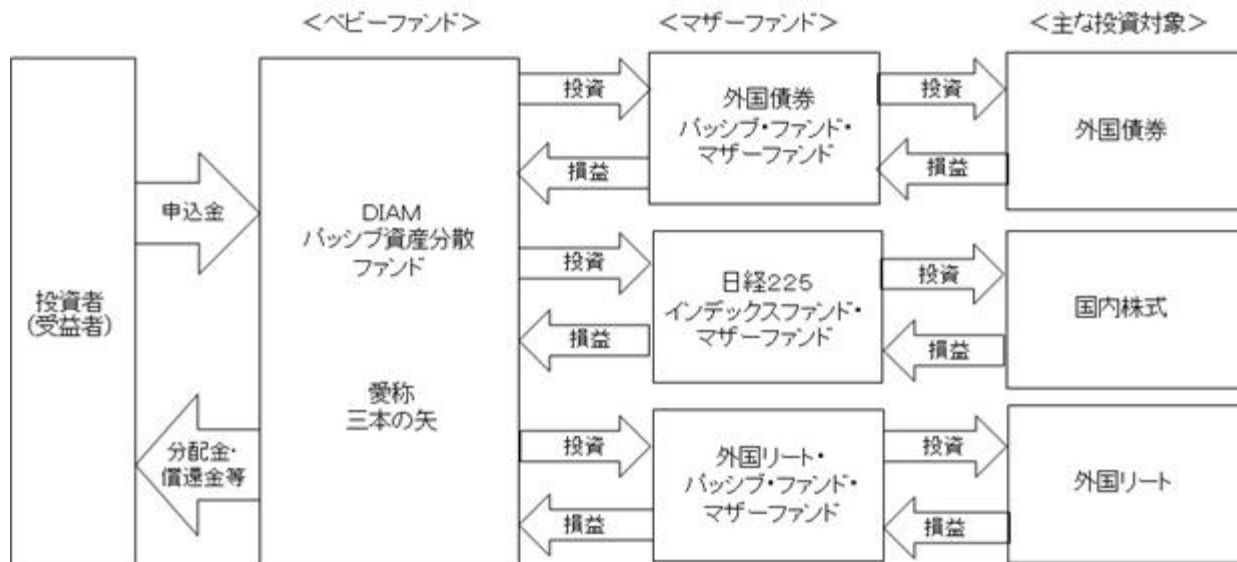 ＜ベビーファンド＞
＜マザーファンド＞
＜主な投資対象＞
投資者
(受益者)
申込金
分配金・
償還金等
DIAM
パッシブ資産分散
ファンド
愛称
三本の矢
投資
損益
外国債券
パッシブ・ファンド・
マザーファンド
投資
損益
外国債券
投資
損益
日経225
インデックスファンド・
マザーファンド
投資
損益
国内株式
投資
損益
外国リート・
パッシブ・ファンド・
マザーファンド
投資
損益
外国リート